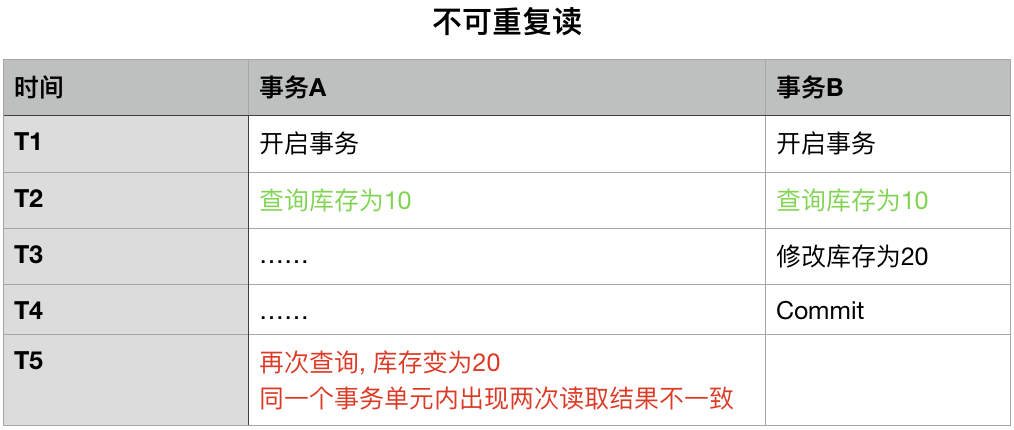 不可重复读
时间 事务A 事务B
T1 开启事务 开启事务
T2 查询库存为10 查询库存为10
T3 …… 修改库存为20
T4 …… Commit
T5 再次查询, 库存变为20
同一个事务单元内出现两次读取结果不一致